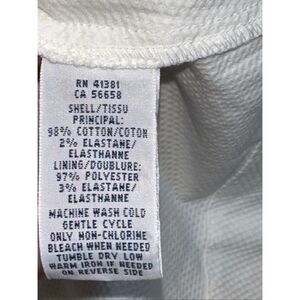 RN 41381
CA 56658
SHELL/TISSU
PRINCIPAL:
98% COTTON/COTON
2% ELASTANE/
ELASTHANNE
LINING/DOUBLURE:
97% POLYESTER
3% ELASTANE/
ELASTHANNE
MACHINE WASH COLD
GENTLE CYCLE
ONLY NON-CHLORINE
BLEACH WHEN NEEDED
TUMBLE DRY LOW
WARM IRON IF NEEDED
ON REVERSE SIDE